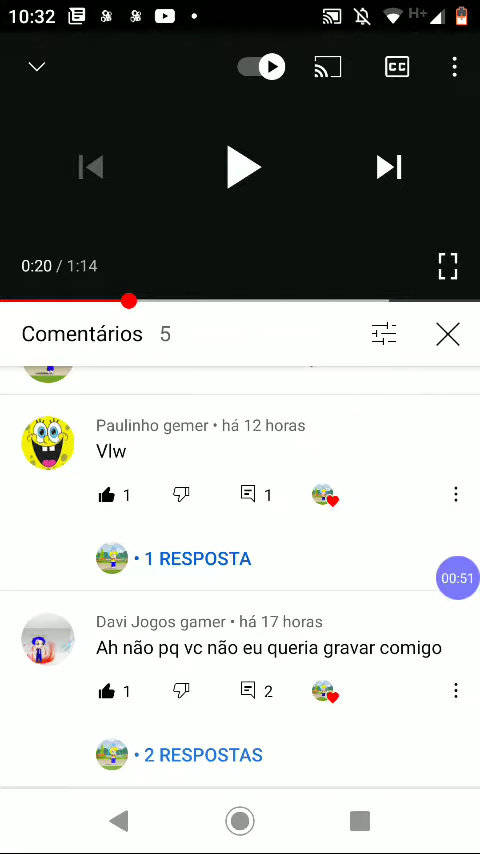 10:32
H+
CC
0:20 / 1:14
Comentários 5
Paulinho gemer • há 12 horas
Vlw
1 1
• 1 RESPOSTA
00:51
Davi Jogos gamer • há 17 horas
Ah não pq vc não eu queria gravar comigo
1 2
• 2 RESPOSTAS